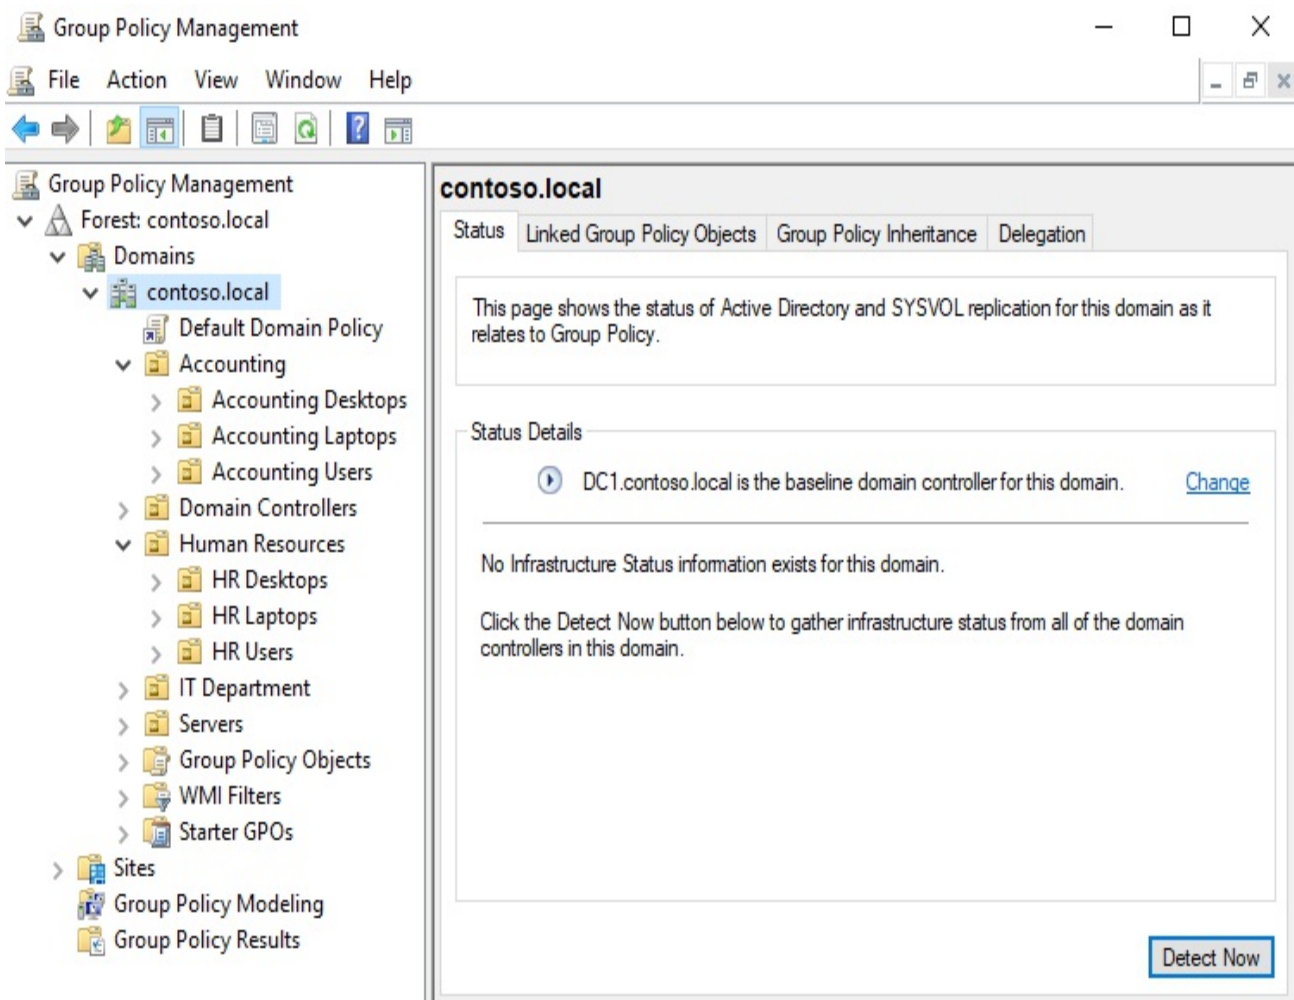 Group Policy Management
File Action View Window Help
Group Policy Management
Forest: contoso.local
Domains
contoso.local
Default Domain Policy
Accounting
Accounting Desktops
Accounting Laptops
Accounting Users
Domain Controllers
Human Resources
HR Desktops
HR Laptops
HR Users
IT Department
Servers
Group Policy Objects
WMI Filters
Starter GPOs
Sites
Group Policy Modeling
Group Policy Results
contoso.local
Status Linked Group Policy Objects Group Policy Inheritance Delegation
This page shows the status of Active Directory and SYSVOL replication for this domain as it
relates to Group Policy.
Status Details
DC1.contoso.local is the baseline domain controller for this domain. Change
No Infrastructure Status information exists for this domain.
Click the Detect Now button below to gather infrastructure status from all of the domain
controllers in this domain.
Detect Now